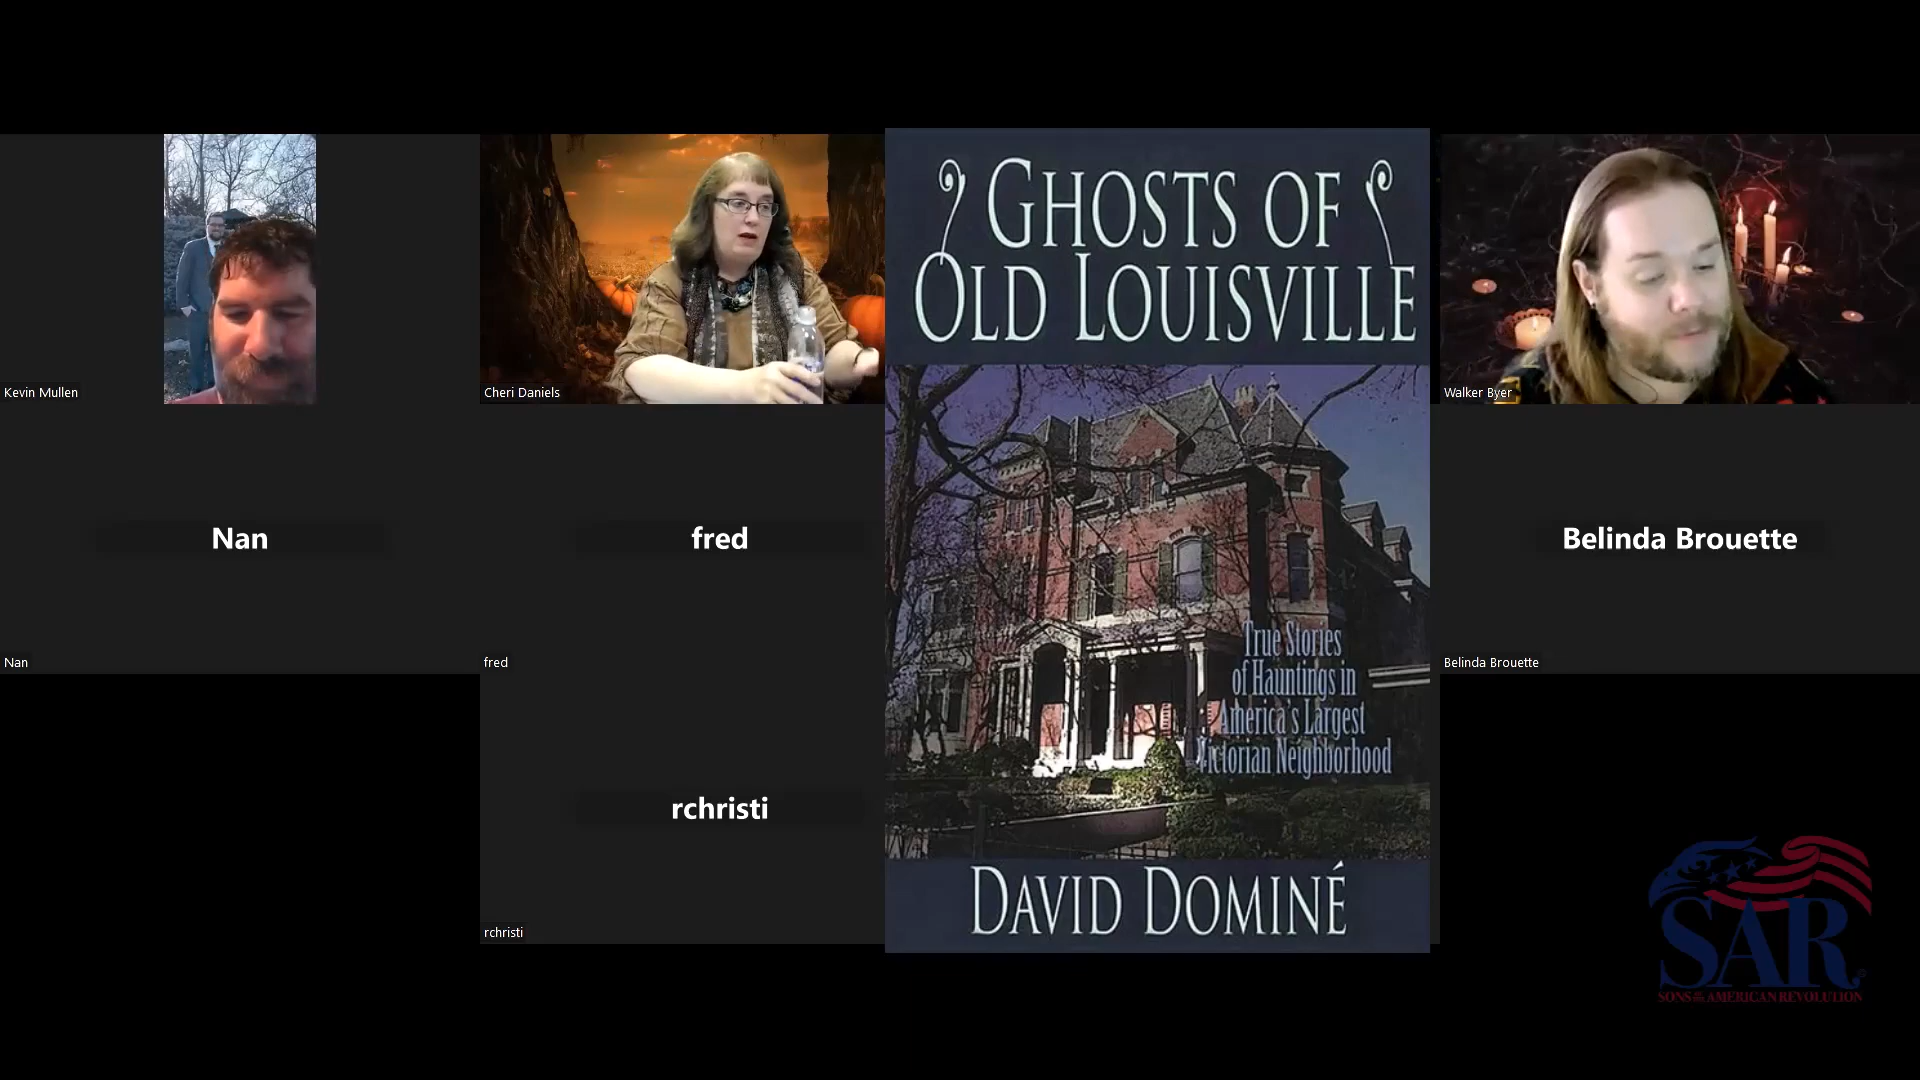 Kevin Mullen
Cheri Daniels
GHOSTS OF
OLD LOUISVILLE
True Stories
of Hauntings in
America's Largest
Victorian Neighborhood
DAVID DOMINÉ
Walker Byer
Nan
Nan
fred
fred
Belinda Brouette
Belinda Brouette
rchristi
rchristi
SAR
SONS OF THE AMERICAN REVOLUTION